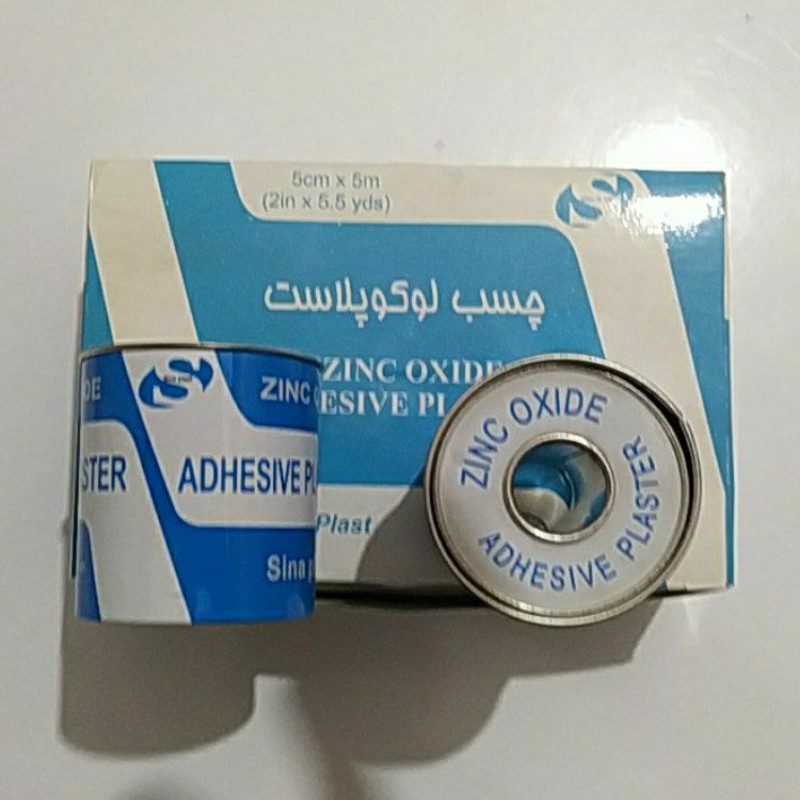 5cm x 5m
(2in x 5.5 yds)
چسب لوکوپلاست
ZINC OXIDE
ESIVE PL
Plast
DE
ZINC
STER
ADHESIVE PL
Sina p
ZINC OXIDE
ADHESIVE PLASTER